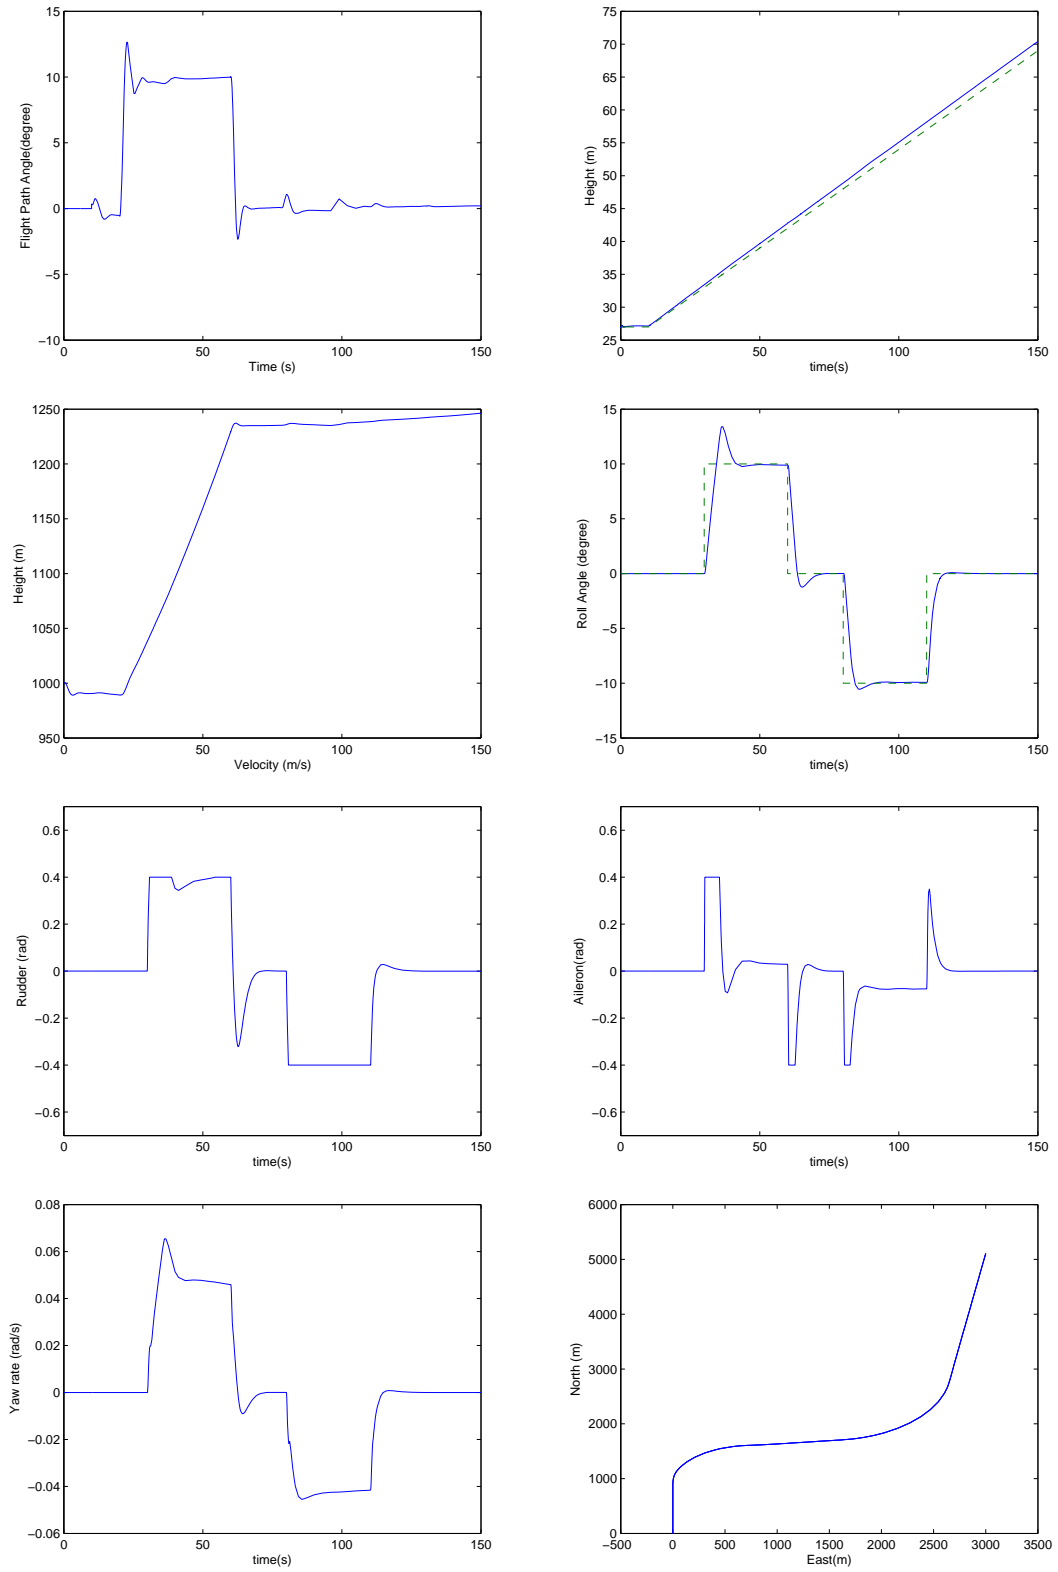 15
10
5
0
−5
−10
Flight Path Angle(degree)
0 50 100 150
Time (s)
75
70
65
60
55
50
45
40
35
30
25
Height (m)
0 50 100 150
time(s)
1250
1200
1150
1100
1050
1000
950
Height (m)
0 50 100 150
Velocity (m/s)
15
10
5
0
−5
−10
−15
Roll Angle (degree)
0 50 100 150
time(s)
0.6
0.4
0.2
0
−0.2
−0.4
−0.6
Rudder (rad)
0 50 100 150
time(s)
0.6
0.4
0.2
0
−0.2
−0.4
−0.6
Aileron(rad)
0 50 100 150
time(s)
0.08
0.06
0.04
0.02
0
−0.02
−0.04
−0.06
Yaw rate (rad/s)
0 50 100 150
time(s)
6000
5000
4000
3000
2000
1000
0
North (m)
−500 0 500 1000 1500 2000 2500 3000 3500
East(m)